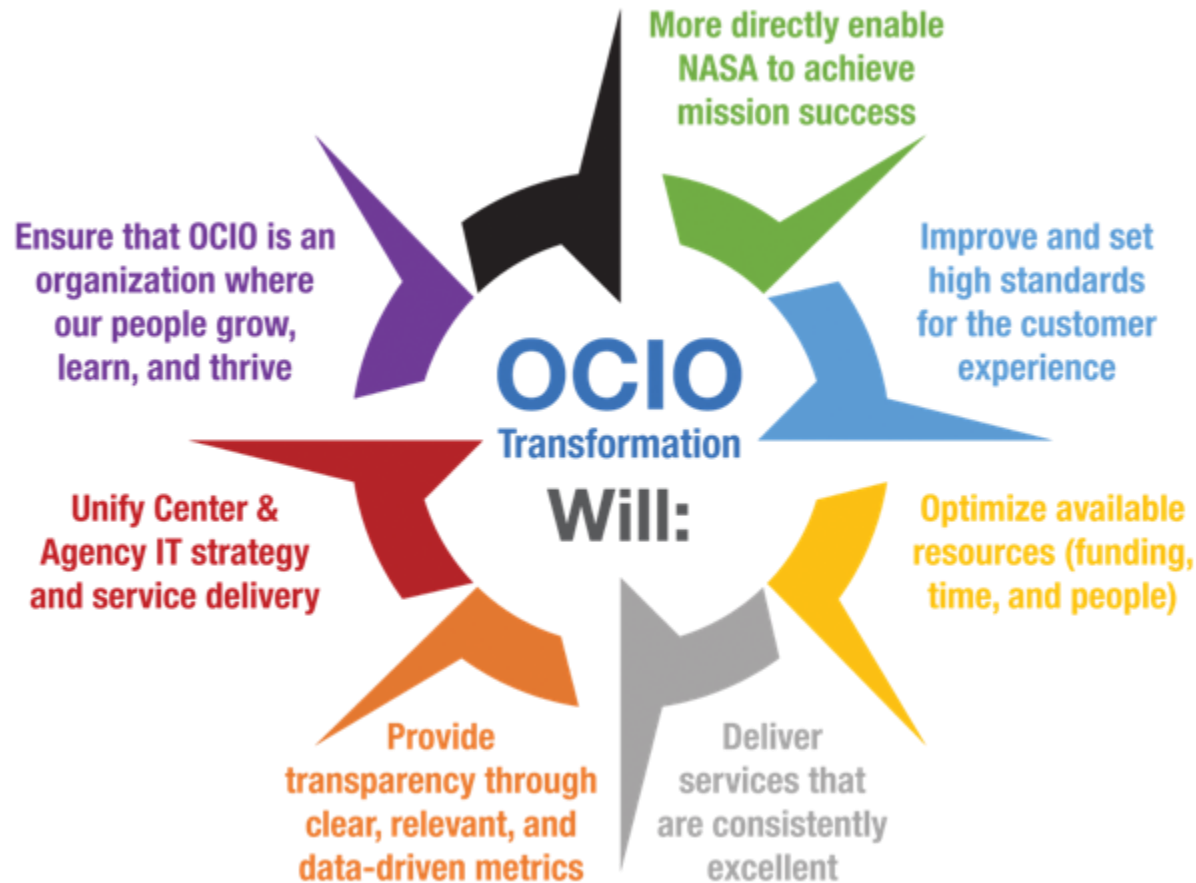 OCIO
Transformation
Will:
More directly enable
NASA to achieve
mission success
Improve and set
high standards
for the customer
experience
Optimize available
resources (funding,
time, and people)
Deliver
services that
are consistently
excellent
Provide
transparency through
clear, relevant, and
data-driven metrics
Unify Center &
Agency IT strategy
and service delivery
Ensure that OCIO is an
organization where
our people grow,
learn, and thrive